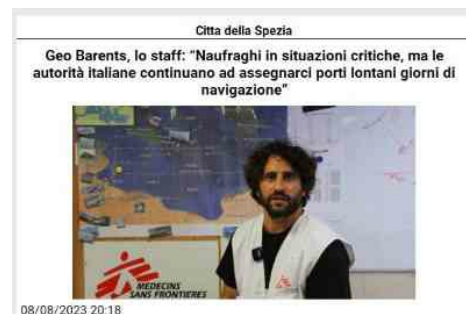 Citta della Spezia
Geo Barents, lo staff: “Naufraghi in situazioni critiche, ma le
autorità italiane continuano ad assegnarci porti lontani giorni di
navigazione”
MEDECINS
SANS FRONTIERES
08/08/2023 20:18